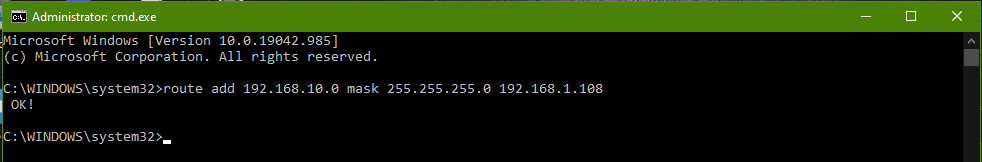 Administrator: cmd.exe
Microsoft Windows [Version 10.0.19042.985]
(c) Microsoft Corporation. All rights reserved.
C:\WINDOWS\system32>route add 192.168.10.0 mask 255.255.255.0 192.168.1.108
 OK!
C:\WINDOWS\system32>